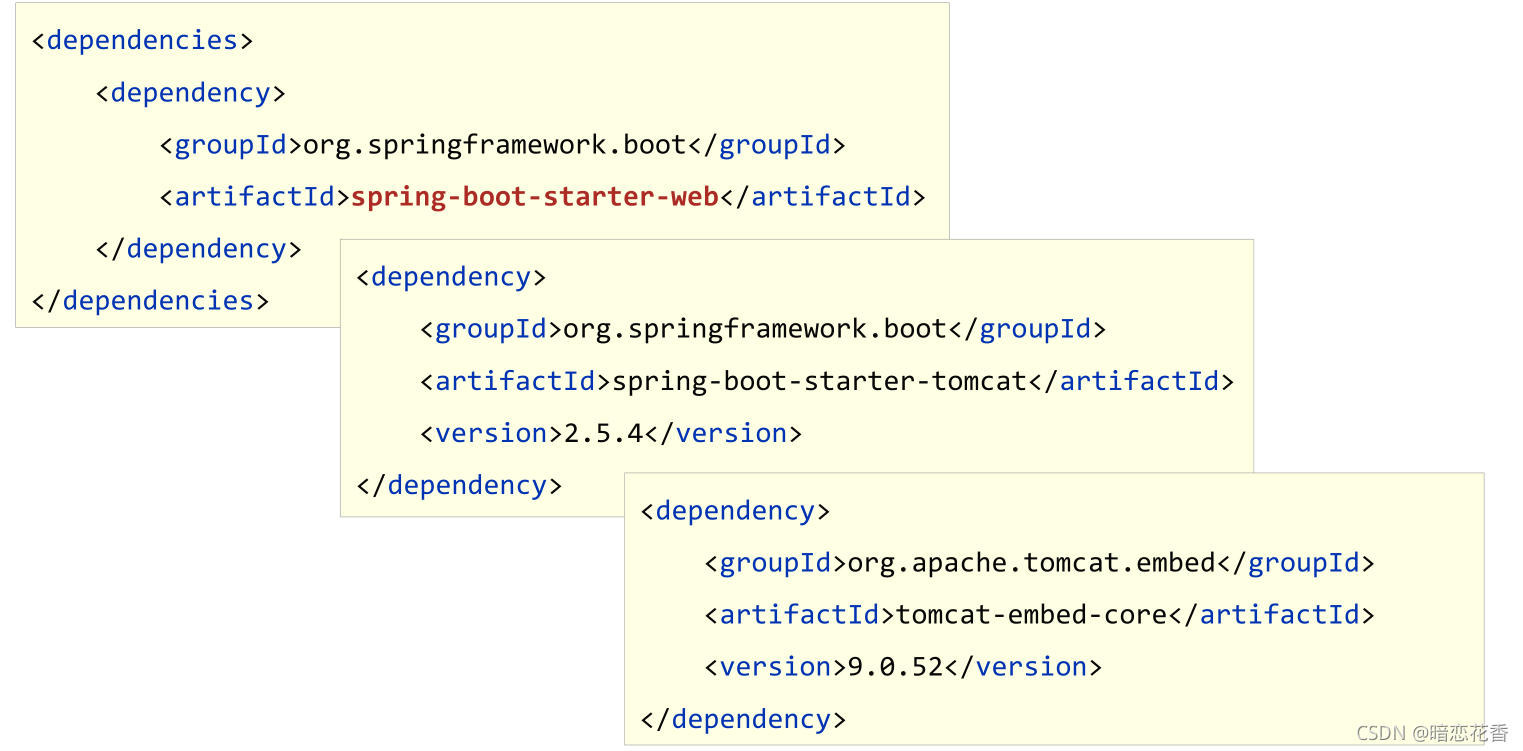 <dependencies>
<dependency>
<groupId>org.springframework.boot</groupId>
<artifactId>spring-boot-starter-web</artifactId>
</dependency>
</dependencies>
<dependency>
<groupId>org.springframework.boot</groupId>
<artifactId>spring-boot-starter-tomcat</artifactId>
<version>2.5.4</version>
</dependency>
<dependency>
<groupId>org.apache.tomcat.embed</groupId>
<artifactId>tomcat-embed-core</artifactId>
<version>9.0.52</version>
</dependency>
CSDN @暗恋花香